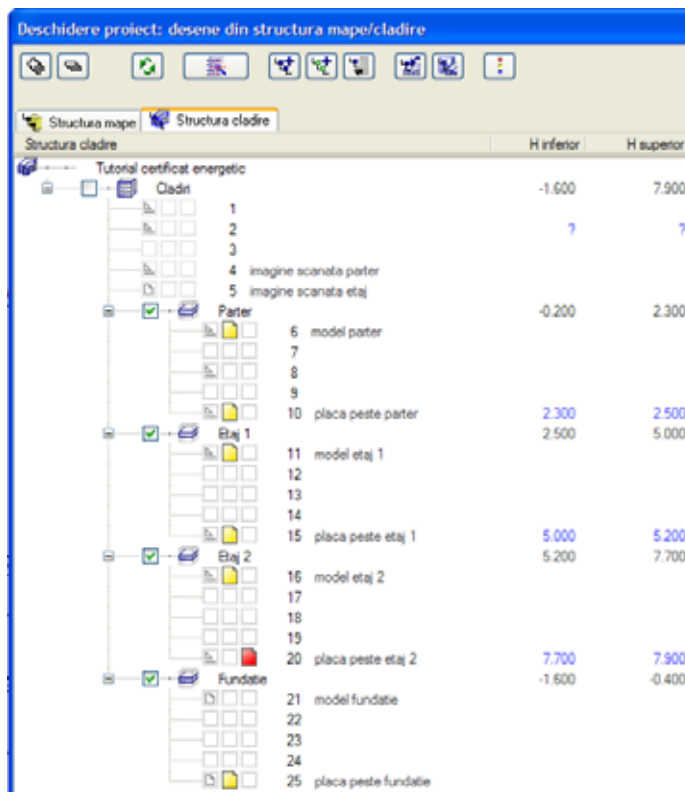 Deschidere proiect: desene din structura mape/cladire
Structura mape Structura cladire
Structura cladire H inferior H superior
Tutorial certificat energetic
Cladiri -1.600 7.900
1
2 ? ?
3
4 imagine scanata parter
5 imagine scanata etaj
Parter -0.200 2.300
6 model parter
7
8
9
10 placa peste parter 2.300 2.500
Etaj 1 2.500 5.000
11 model etaj 1
12
13
14
15 placa peste etaj 1 5.000 5.200
Etaj 2 5.200 7.700
16 model etaj 2
17
18
19
20 placa peste etaj 2 7.700 7.900
Fundatie -1.600 -0.400
21 model fundatie
22
23
24
25 placa peste fundatie